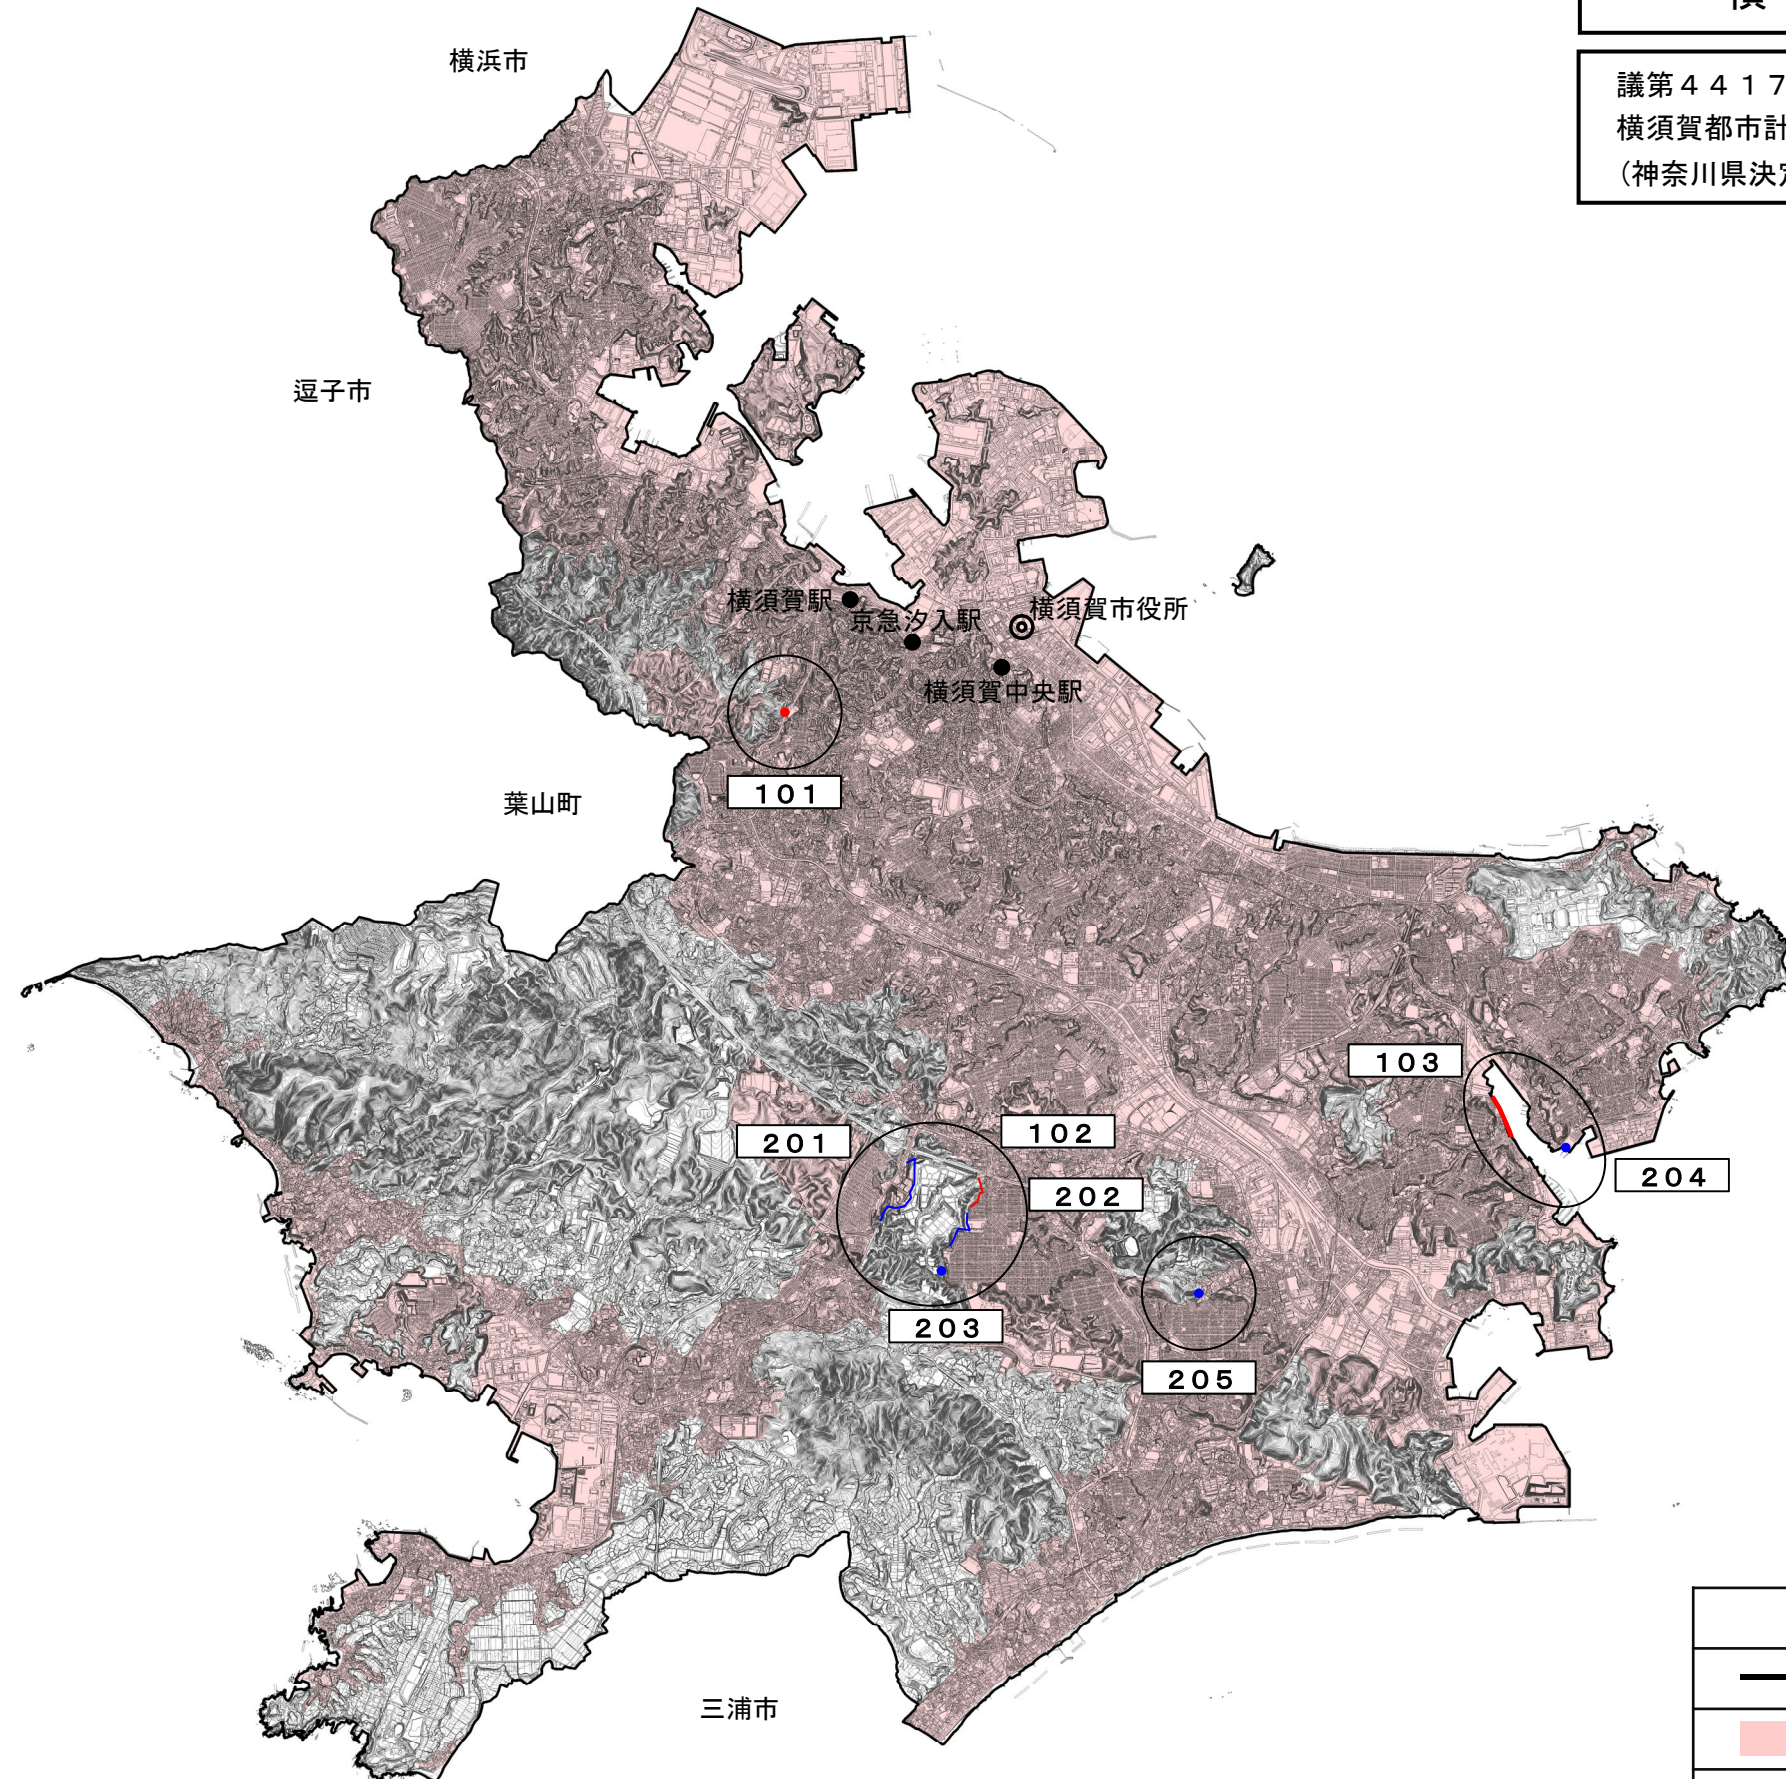 議第４４１７
横須賀都市計
（神奈川県決定
横浜市
逗子市
横須賀駅
京急汐入駅
横須賀市役所
横須賀中央駅
101
葉山町
103
102
201
202
204
203
205
三浦市